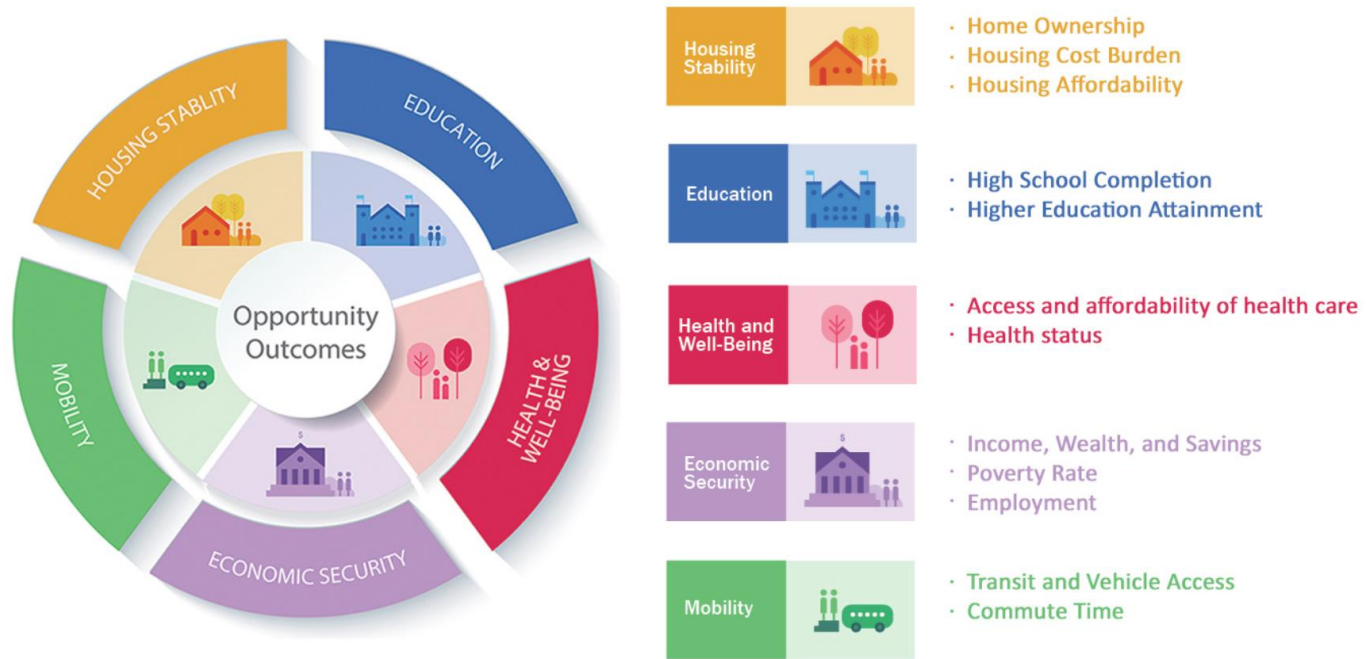 HOUSING STABLITY
EDUCATION
HEALTH &
WELL-BEING
ECONOMIC SECURITY
MOBILITY
Opportunity
Outcomes
$
Housing
Stability
· Home Ownership
· Housing Cost Burden
· Housing Affordability
Education
· High School Completion
· Higher Education Attainment
Health and
Well-Being
· Access and affordability of health care
· Health status
Economic
Security
$
· Income, Wealth, and Savings
· Poverty Rate
· Employment
Mobility
· Transit and Vehicle Access
· Commute Time